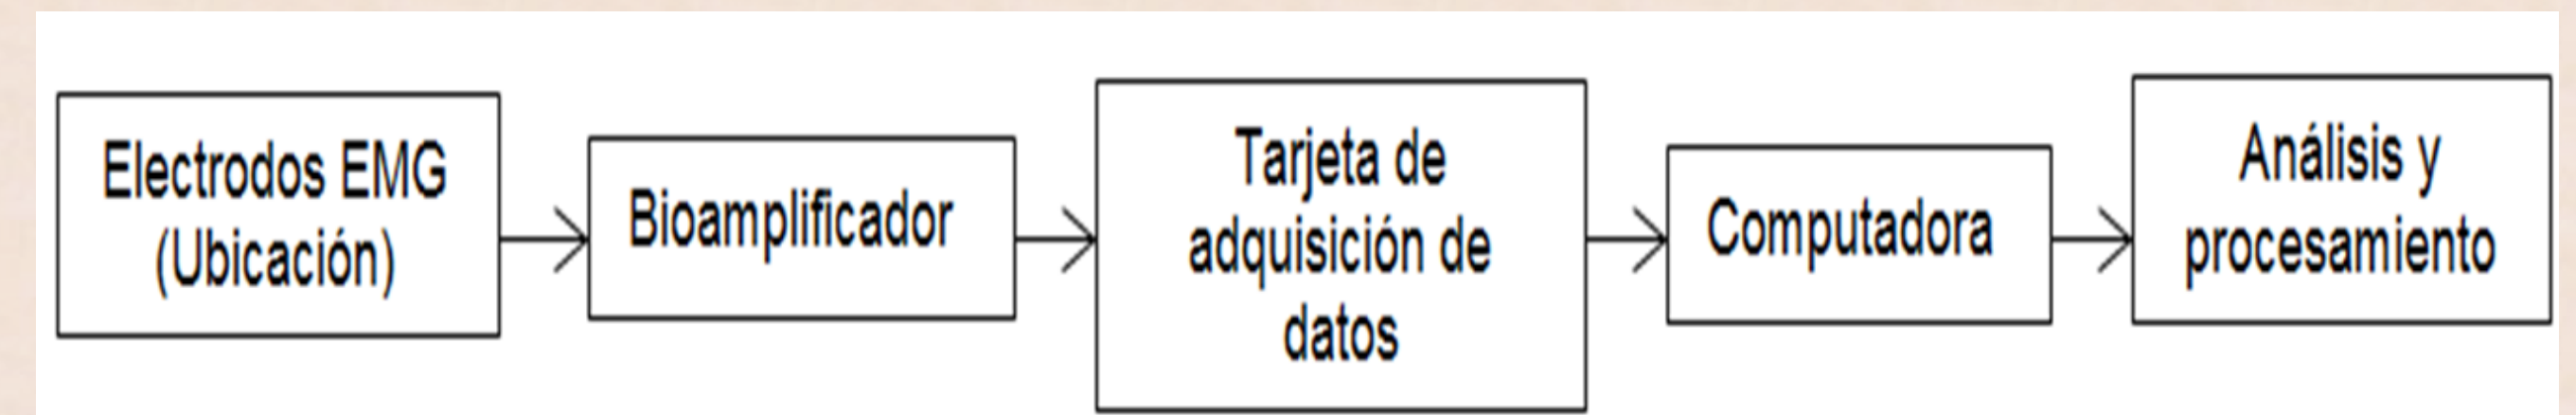 Electrodos EMG
(Ubicación)
Bioamplificador
Tarjeta de
adquisición de
datos
Computadora
Análisis y
procesamiento